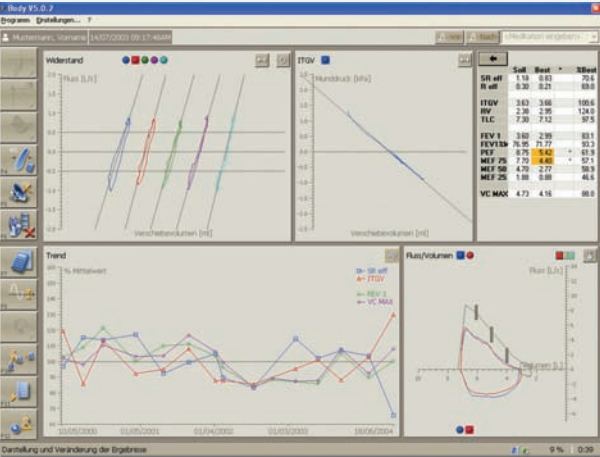 Body V5.0.2
Programm Einstellungen... ?
Mustermann, Vorname 14/07/2003 09:17:46AM
Vor
Nach
<Medikation eingeben>
Widerstand
Fluss [L/s]
Verschiebevolumen [ml]
ITGV
Munddruck [kPa]
Verschiebevolumen [ml]
Soll Best * %Best
SR eff 1.18 0.83 70.6
R eff 0.30 0.21 69.0
ITGV 3.63 3.66 100.6
RV 2.38 2.95 124.0
TLC 7.30 7.12 97.5
FEV 1 3.60 2.99 83.1
76.95 71.77 93.3
PEF 8.75 5.42 * 61.9
MEF 75 7.70 4.40 * 57.1
MEF 50 4.70 2.77 58.9
MEF 25 1.88 0.88 46.6
VC MAX 4.73 4.16 88.0
Trend
% Mittelwert
SR eff
ITGV
FEV 1
VC MAX
10/05/2000 01/05/2001 01/04/2002 01/03/2003 18/06/2004
Fluss/Volumen
Fluss [L/s]
Volumen [L]
Darstellung und Veränderung der Ergebnisse
9 % 0:39